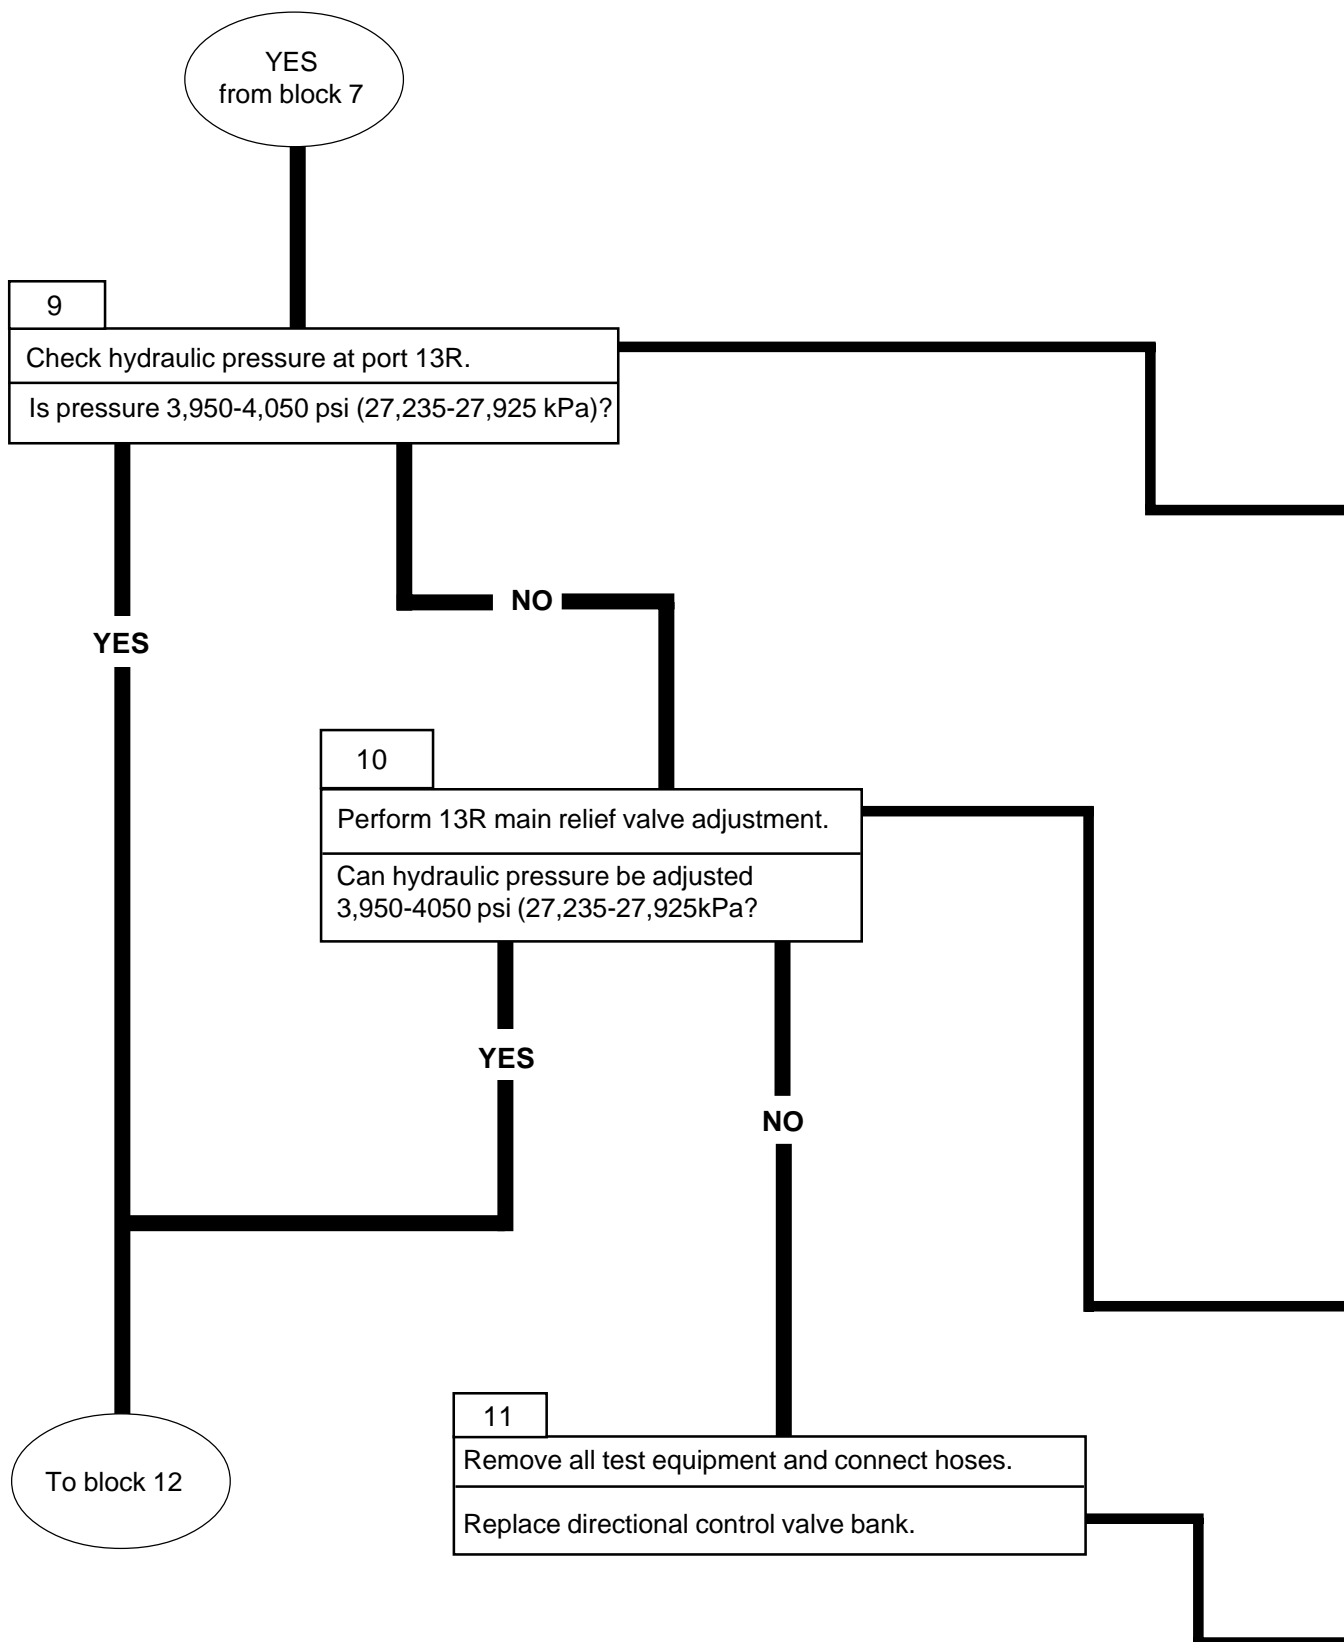 YES
from block 7
9
Check hydraulic pressure at port 13R.
Is pressure 3,950-4,050 psi (27,235-27,925 kPa)?
NO
YES
10
Perform 13R main relief valve adjustment.
Can hydraulic pressure be adjusted
3,950-4050 psi (27,235-27,925kPa?
YES
NO
11
Remove all test equipment and connect hoses.
Replace directional control valve bank.
To block 12